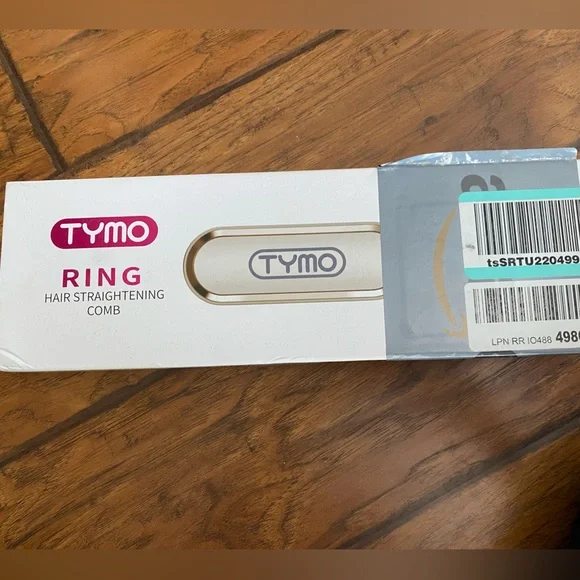 TYMO
RING
HAIR STRAIGHTENING
COMB
TYMO
tsSRTU220499
LPN RR IO488 498